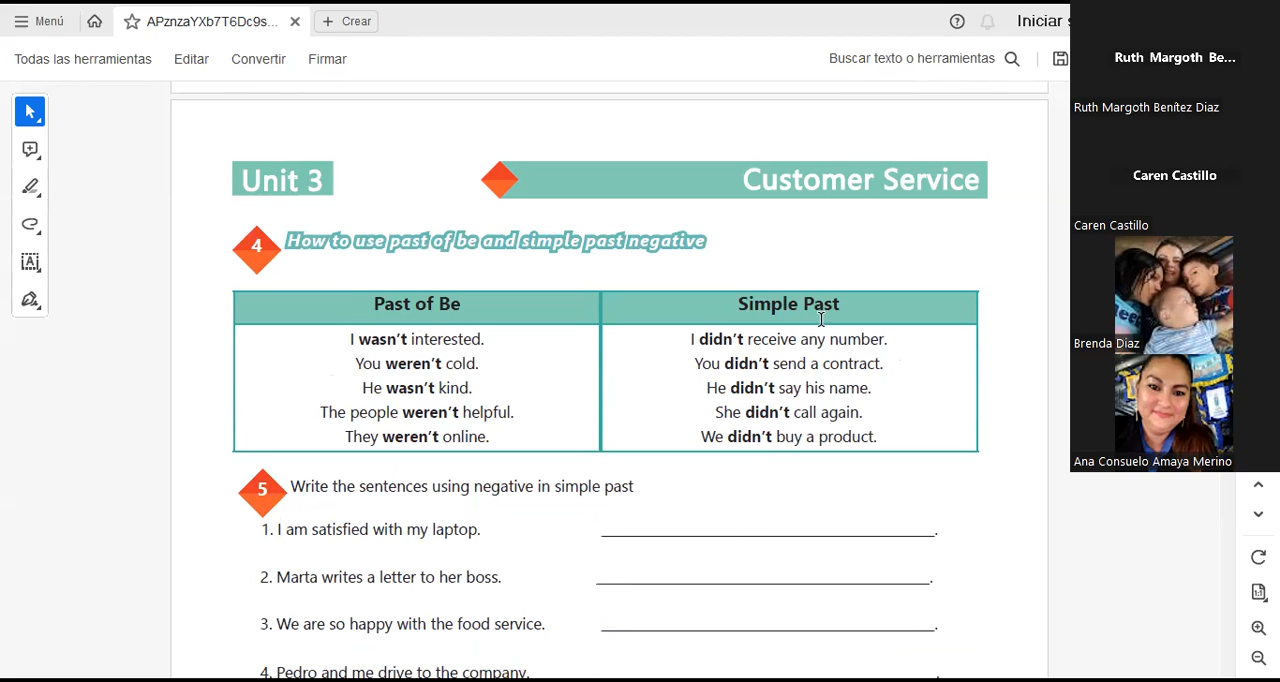 Menú
APznzaYXb7T6Dc9s...
Crear
Iniciar s
Todas las herramientas
Editar
Convertir
Firmar
Buscar texto o herramientas
Unit 3
Customer Service
4
How to use past of be and simple past negative
Past of Be
Simple Past
I wasn't interested.
I didn't receive any number.
You weren't cold.
You didn't send a contract.
He wasn't kind.
He didn't say his name.
The people weren't helpful.
She didn't call again.
They weren't online.
We didn't buy a product.
5
Write the sentences using negative in simple past
1. I am satisfied with my laptop. ____________________.
2. Marta writes a letter to her boss. ____________________.
3. We are so happy with the food service. ____________________.
4. Pedro and me drive to the company. .
Ruth Margoth Be...
Ruth Margoth Benítez Diaz
Caren Castillo
Caren Castillo
Brenda Diaz
Ana Consuelo Amaya Merino